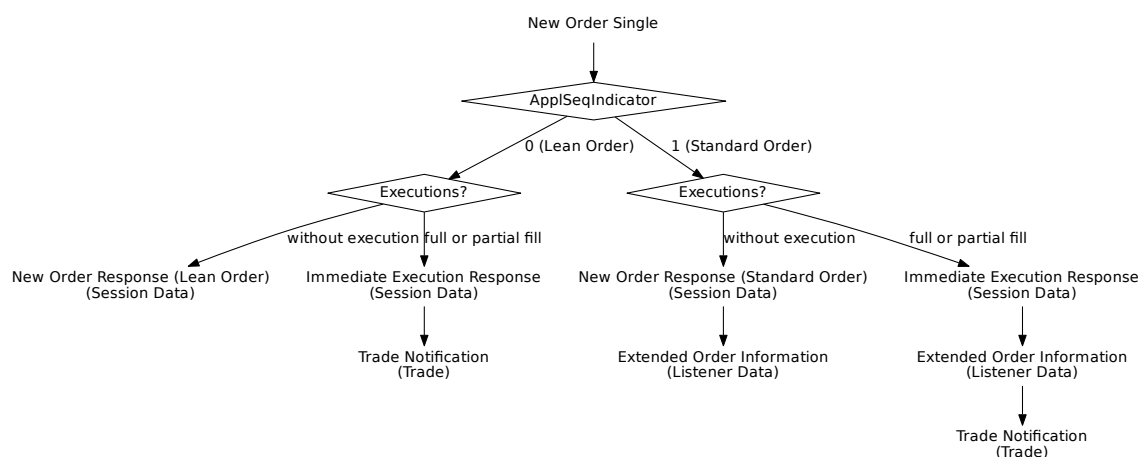 New Order Single
ApplSeqIndicator
0 (Lean Order)
1 (Standard Order)
Executions?
Executions?
without execution
full or partial fill
without execution
full or partial fill
New Order Response (Lean Order)
(Session Data)
Immediate Execution Response
(Session Data)
New Order Response (Standard Order)
(Session Data)
Immediate Execution Response
(Session Data)
Trade Notification
(Trade)
Extended Order Information
(Listener Data)
Extended Order Information
(Listener Data)
Trade Notification
(Trade)